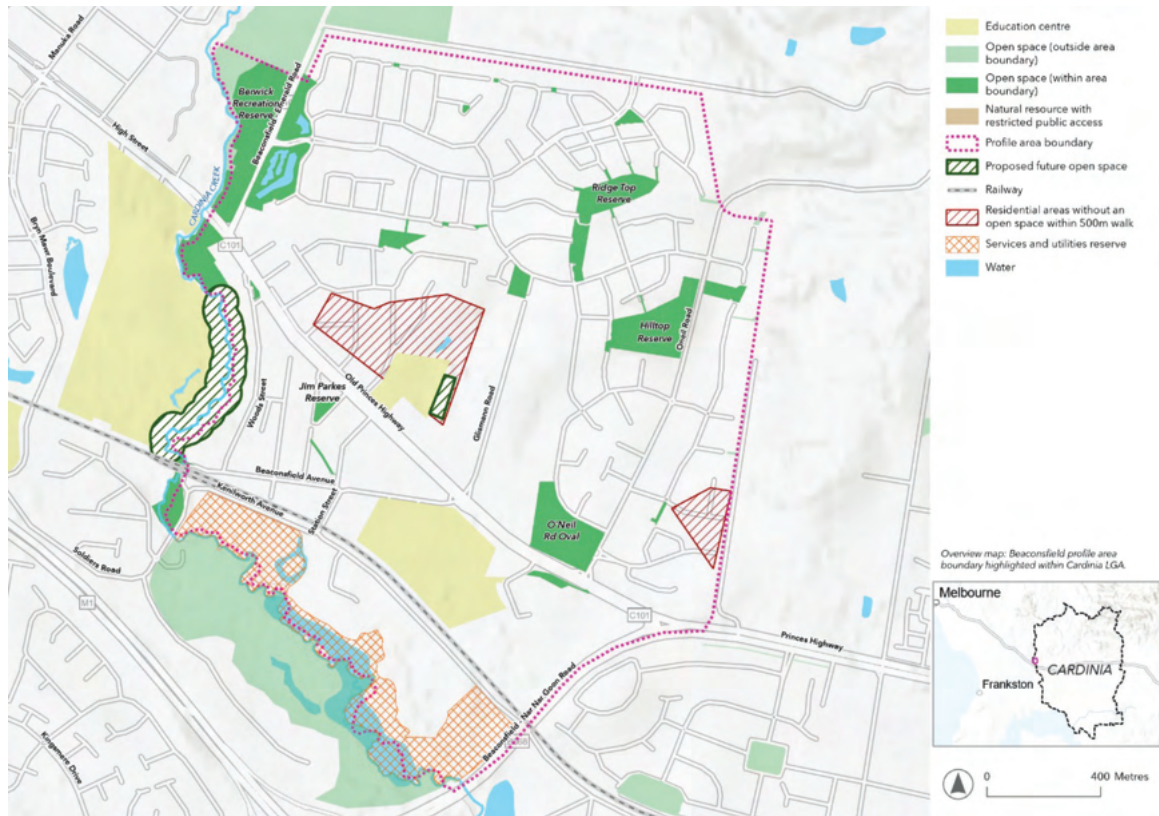 Manuka Road
High Street
Bryn Mawr Boulevard
CARDINIA CREEK
Berwick
Recreation
Reserve
Beaconsfield - Emerald Road
C101
Ridge Top
Reserve
Hilltop
Reserve
Oneil Road
Jim Parkes
Reserve
Old Princes Highway
Glismann Road
Woods Street
Beaconsfield Avenue
Kenilworth Avenue
Station Street
Soldiers Road
M1
O'Neil
Rd Oval
C101
Princes Highway
Beaconsfield - Nar Nar Goon Road
Kingsmere Drive
Education centre
Open space (outside area
boundary)
Open space (within area
boundary)
Natural resource with
restricted public access
Profile area boundary
Proposed future open space
Railway
Residential areas without an
open space within 500m walk
Services and utilities reserve
Water
Overview map: Beaconsfield profile area
boundary highlighted within Cardinia LGA.
Melbourne
CARDINIA
Frankston
0
400 Metres